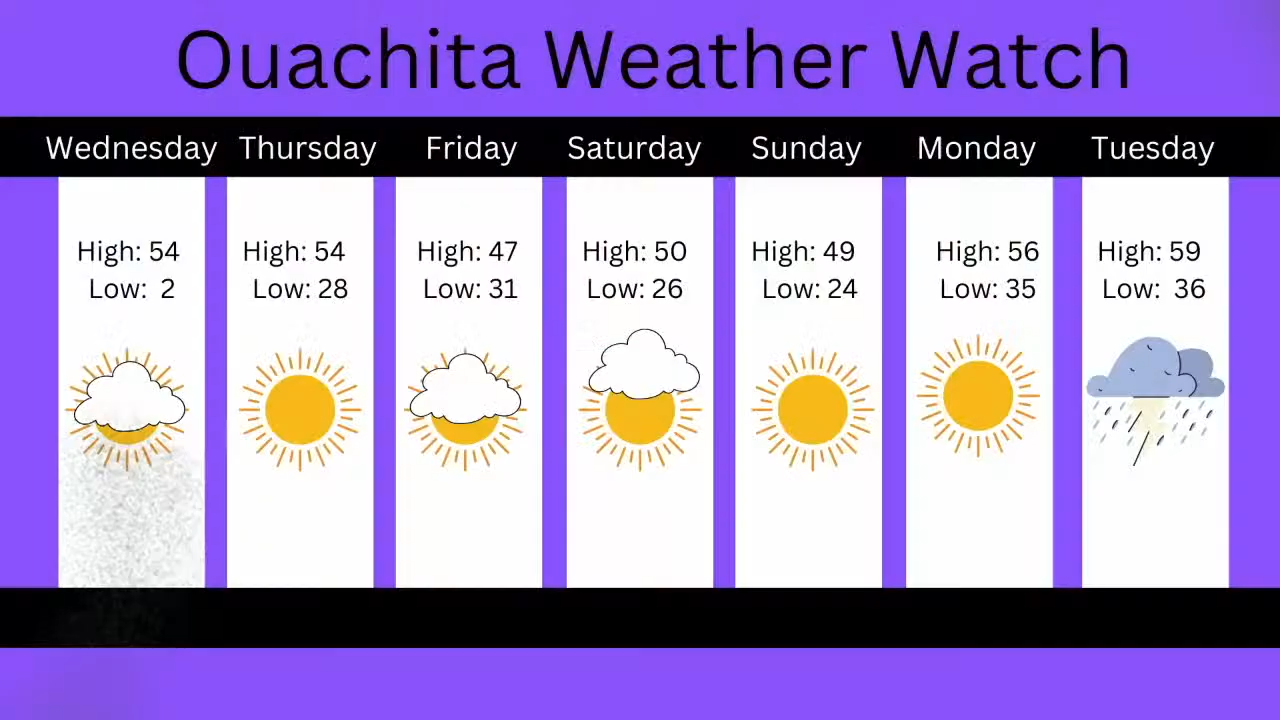 Ouachita Weather Watch
Wednesday Thursday Friday Saturday Sunday Monday Tuesday
High: 54 High: 54 High: 47 High: 50 High: 49 High: 56 High: 59
Low: 2 Low: 28 Low: 31 Low: 26 Low: 24 Low: 35 Low: 36